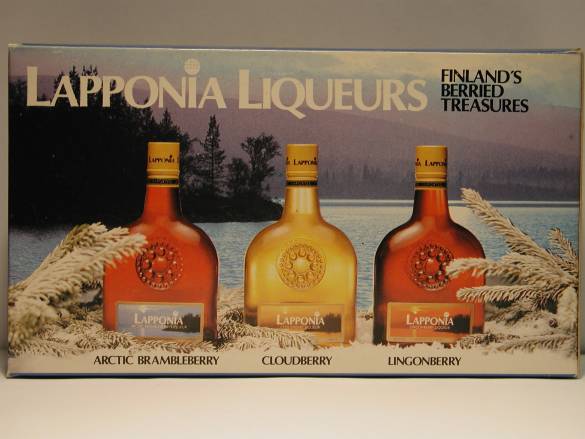 LAPPONIA LIQUEURS
FINLAND'S
BERRIED
TREASURES
LAPPONIA
LAPPONIA
LAPPONIA
LAPPONIA
LAPPONIA
LAPPONIA
ARCTIC BRAMBLEBERRY
CLOUDBERRY
LINGONBERRY